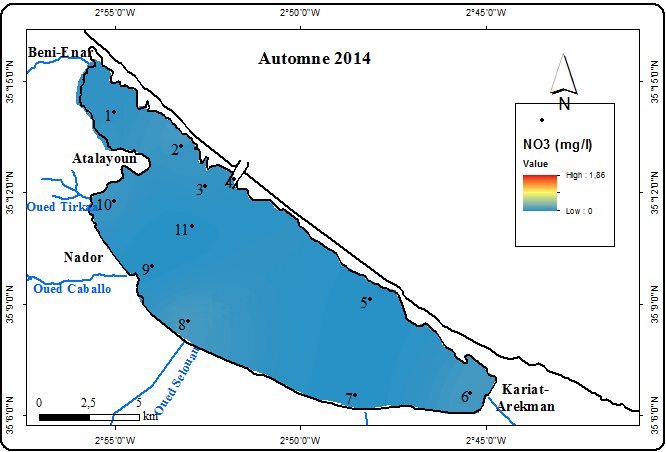 2°55'0"W 2°50'0"W 2°45'0"W
Automne 2014
Beni-Enar
35°15'0"N 35°15'0"N
N
1
NO3 (mg/l)
2
Value
Atalayoun
High : 1,86
3 4
35°12'0"N 35°12'0"N
10
Oued Tirkaa
Low : 0
11
Nador
9
Oued Caballo
5
35°9'0"N 35°9'0"N
8
Oued Selouan
7 6
Kariat-
Arekman
0 2,5 5
km
35°6'0"N 35°6'0"N
2°55'0"W 2°50'0"W 2°45'0"W